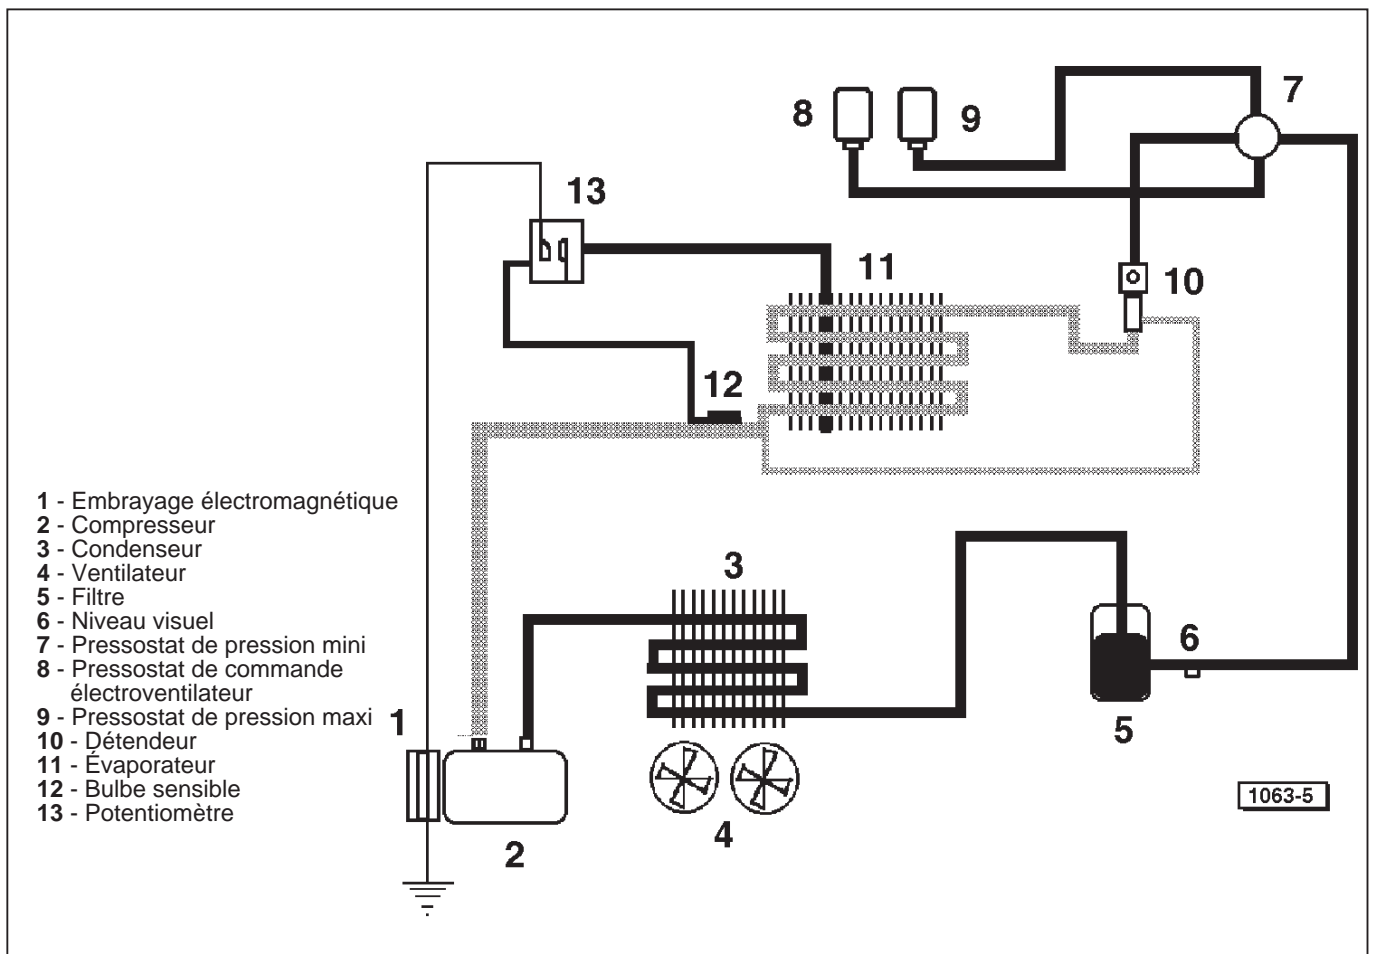 8
9
7
13
11
10
12
1 - Embrayage électromagnétique
2 - Compresseur
3 - Condenseur
4 - Ventilateur
5 - Filtre
6 - Niveau visuel
7 - Pressostat de pression mini
8 - Pressostat de commande
électroventilateur
9 - Pressostat de pression maxi
10 - Détendeur
11 - Évaporateur
12 - Bulbe sensible
13 - Potentiomètre
3
6
1
5
4
2
1063-5